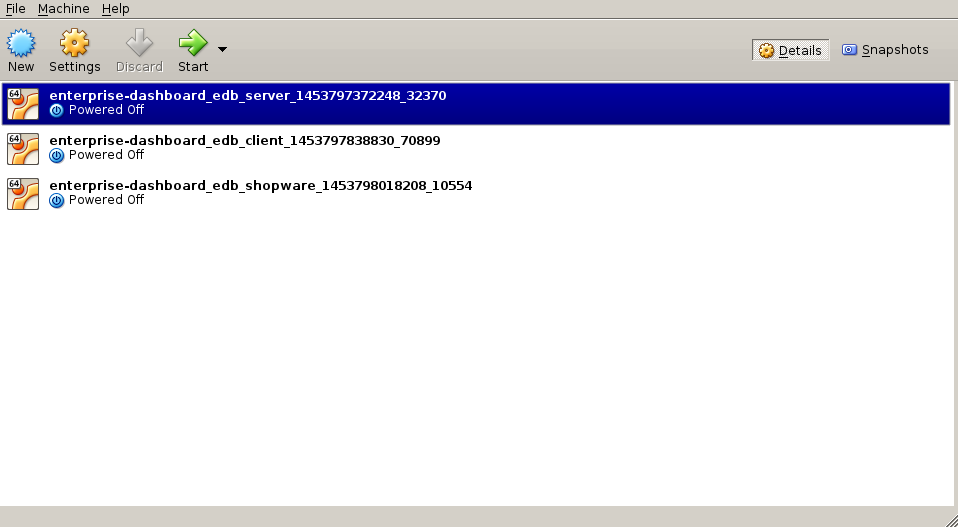 File Machine Help
New Settings Discard Start Details Snapshots
64 enterprise-dashboard_edb_server_1453797372248_32370
Powered Off
64 enterprise-dashboard_edb_client_1453797838830_70899
Powered Off
64 enterprise-dashboard_edb_shopware_1453798018208_10554
Powered Off